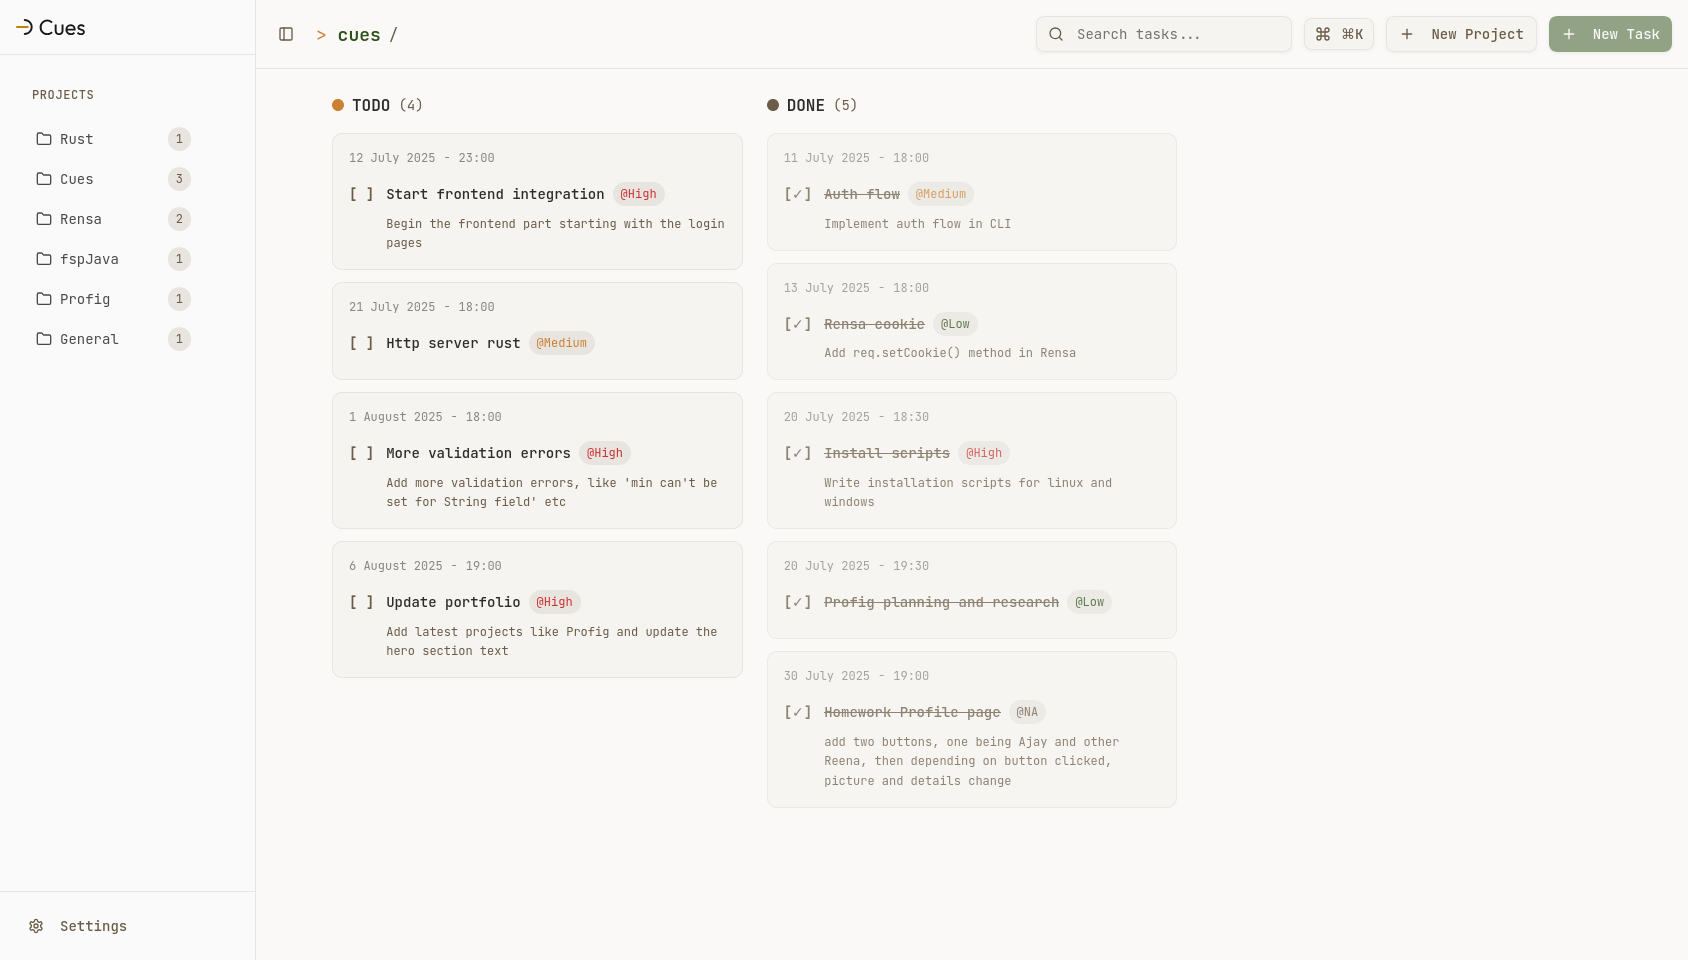 Cues
PROJECTS
Rust 1
Cues 3
Rensa 2
fspJava 1
Profig 1
General 1
Settings
> cues /
Search tasks...
⌘ ⌘K
+ New Project
+ New Task
TODO (4)
12 July 2025 - 23:00
[ ] Start frontend integration @High
Begin the frontend part starting with the login
pages
21 July 2025 - 18:00
[ ] Http server rust @Medium
1 August 2025 - 18:00
[ ] More validation errors @High
Add more validation errors, like 'min can't be
set for String field' etc
6 August 2025 - 19:00
[ ] Update portfolio @High
Add latest projects like Profig and update the
hero section text
DONE (5)
11 July 2025 - 18:00
[✓] Auth flow @Medium
Implement auth flow in CLI
13 July 2025 - 18:00
[✓] Rensa cookie @Low
Add req.setCookie() method in Rensa
20 July 2025 - 18:30
[✓] Install scripts @High
Write installation scripts for linux and
windows
20 July 2025 - 19:30
[✓] Profig planning and research @Low
30 July 2025 - 19:00
[✓] Homework Profile page @NA
add two buttons, one being Ajay and other
Reena, then depending on button clicked,
picture and details change